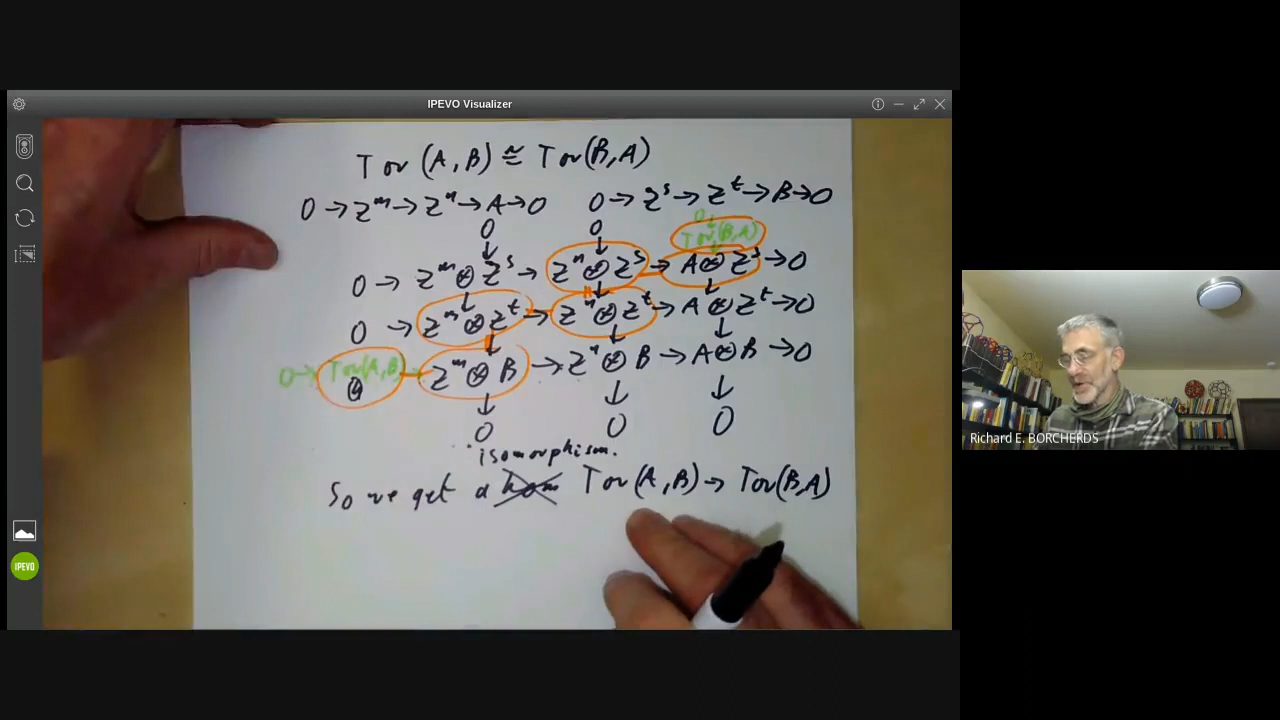 IPEVO Visualizer
Tor (A,B) ≅ Tor(B,A)
0 → Z^m → Z^n → A → 0   0 → Z^s → Z^t → B → 0
0 0 0 ↓
↓ ↓ Tor(B,A)
0 → Z^m ⊗ Z^s → Z^n ⊗ Z^s → A ⊗ Z^s → 0
↓ ↓ ↓
0 → Z^m ⊗ Z^t → Z^n ⊗ Z^t → A ⊗ Z^t → 0
↓ ↓ ↓
0 → Tor(A,B) → Z^m ⊗ B → Z^n ⊗ B → A ⊗ B → 0
↓ ↓ ↓
0 0 0
isomorphism.
So we get a hom Tor(A,B) → Tor(B,A)
Richard E. BORCHERDS
IPEVO